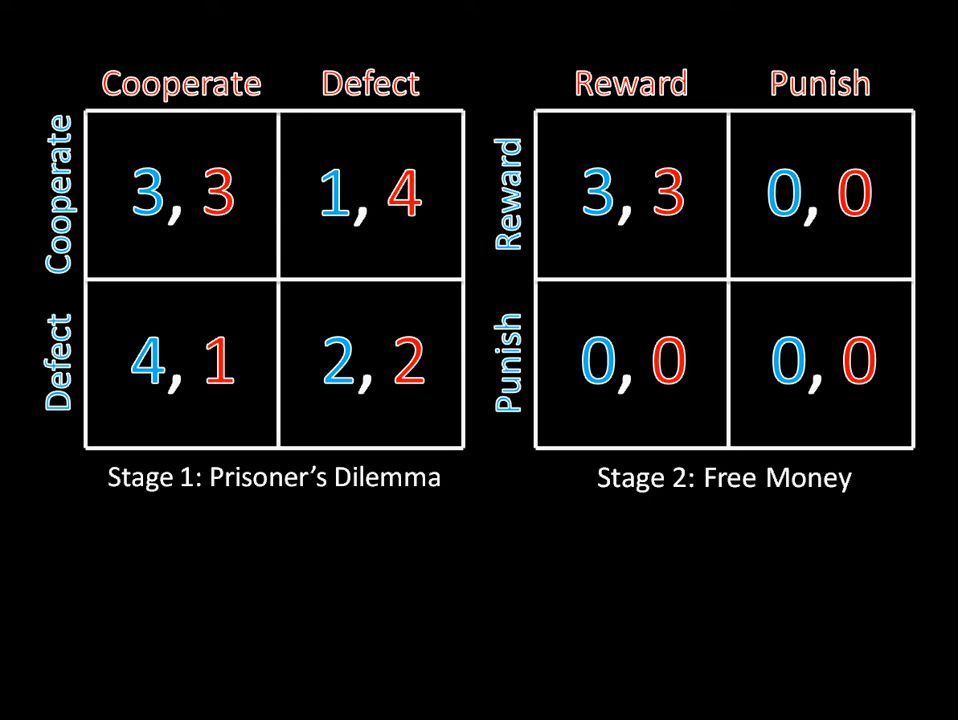 Cooperate Defect Reward Punish
Cooperate 3, 3 1, 4 Reward 3, 3 0, 0
Defect 4, 1 2, 2 Punish 0, 0 0, 0
Stage 1: Prisoner’s Dilemma Stage 2: Free Money